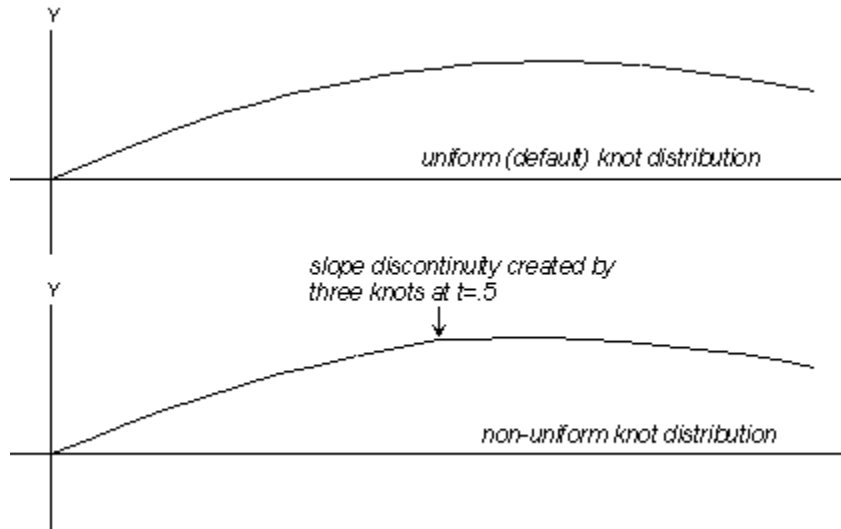 Y
uniform (default) knot distribution
slope discontinuity created by
three knots at t=.5
Y
non-uniform knot distribution